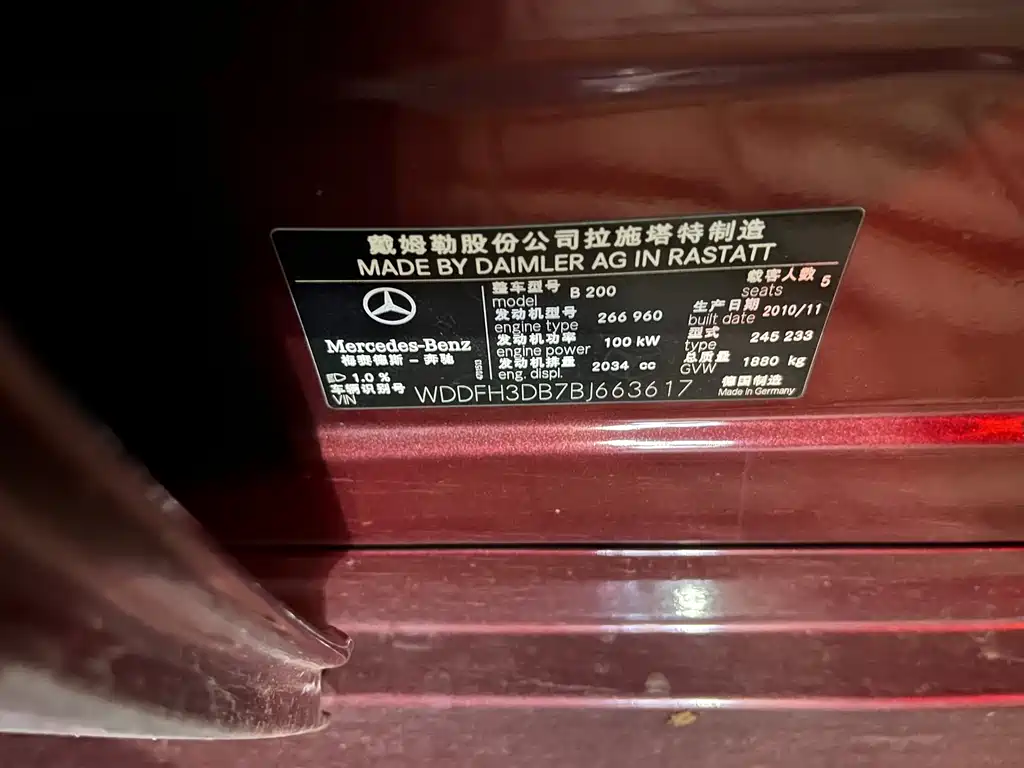 戴姆勒股份公司拉施塔特制造
MADE BY DAIMLER AG IN RASTATT
整车型号 B 200 载客人数 5
model seats
发动机型号 266 960 生产日期 2010/11
engine type built date
发动机功率 100 kW 型式 245 233
engine power type
发动机排量 2034 cc 总质量 1880 kg
eng. displ. GVW
Mercedes-Benz
梅赛德斯 – 奔驰
1.0 %
车辆识别号 WDDFH3DB7BJ663617 德国制造
VIN Made in Germany